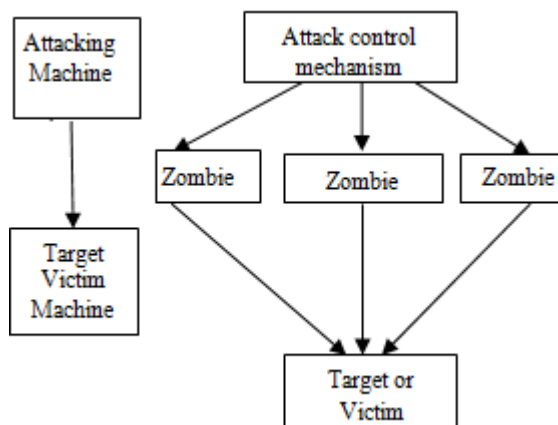 Attacking
Machine
Target
Victim
Machine
Attack control
mechanism
Zombie
Zombie
Zombie
Target or
Victim